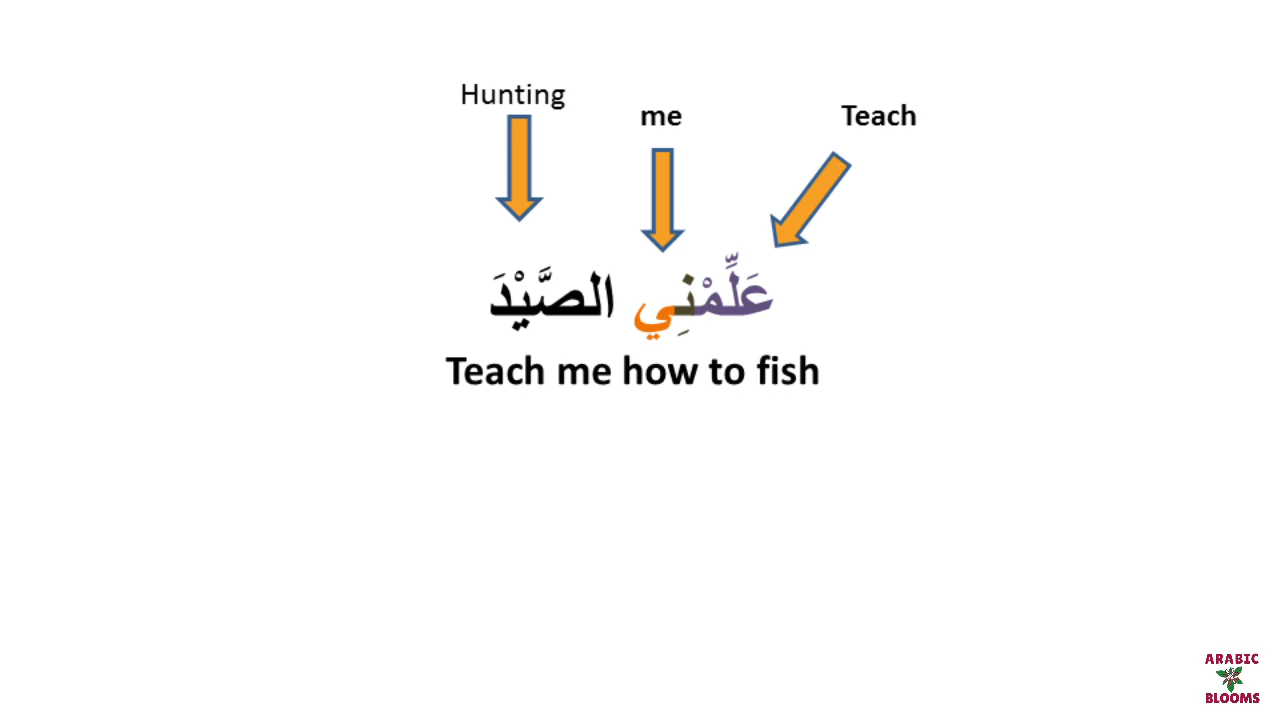 Hunting
me
Teach
عَلِّمْنِي الصَّيْدَ
Teach me how to fish
ARABIC
BLOOMS